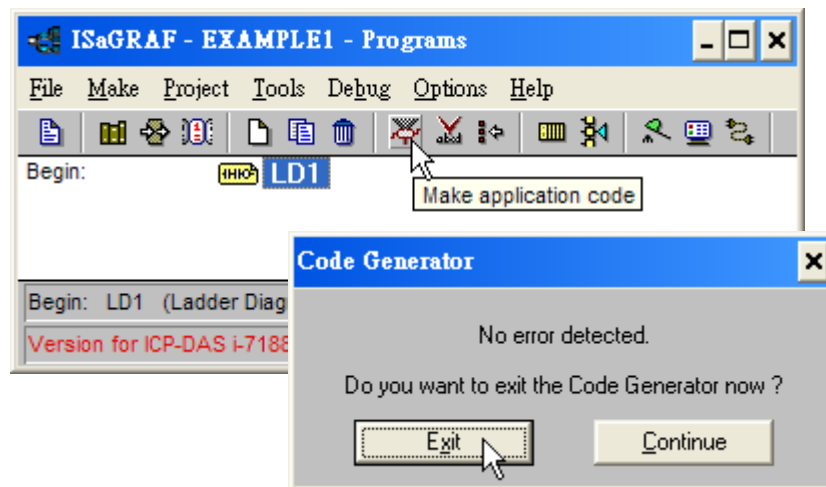 ISaGRAF - EXAMPLE1 - Programs
File Make Project Tools Debug Options Help
Begin: LD1
Make application code
Code Generator
Begin: LD1 (Ladder Diag
No error detected.
Version for ICP-DAS i-7188
Do you want to exit the Code Generator now ?
Exit Continue